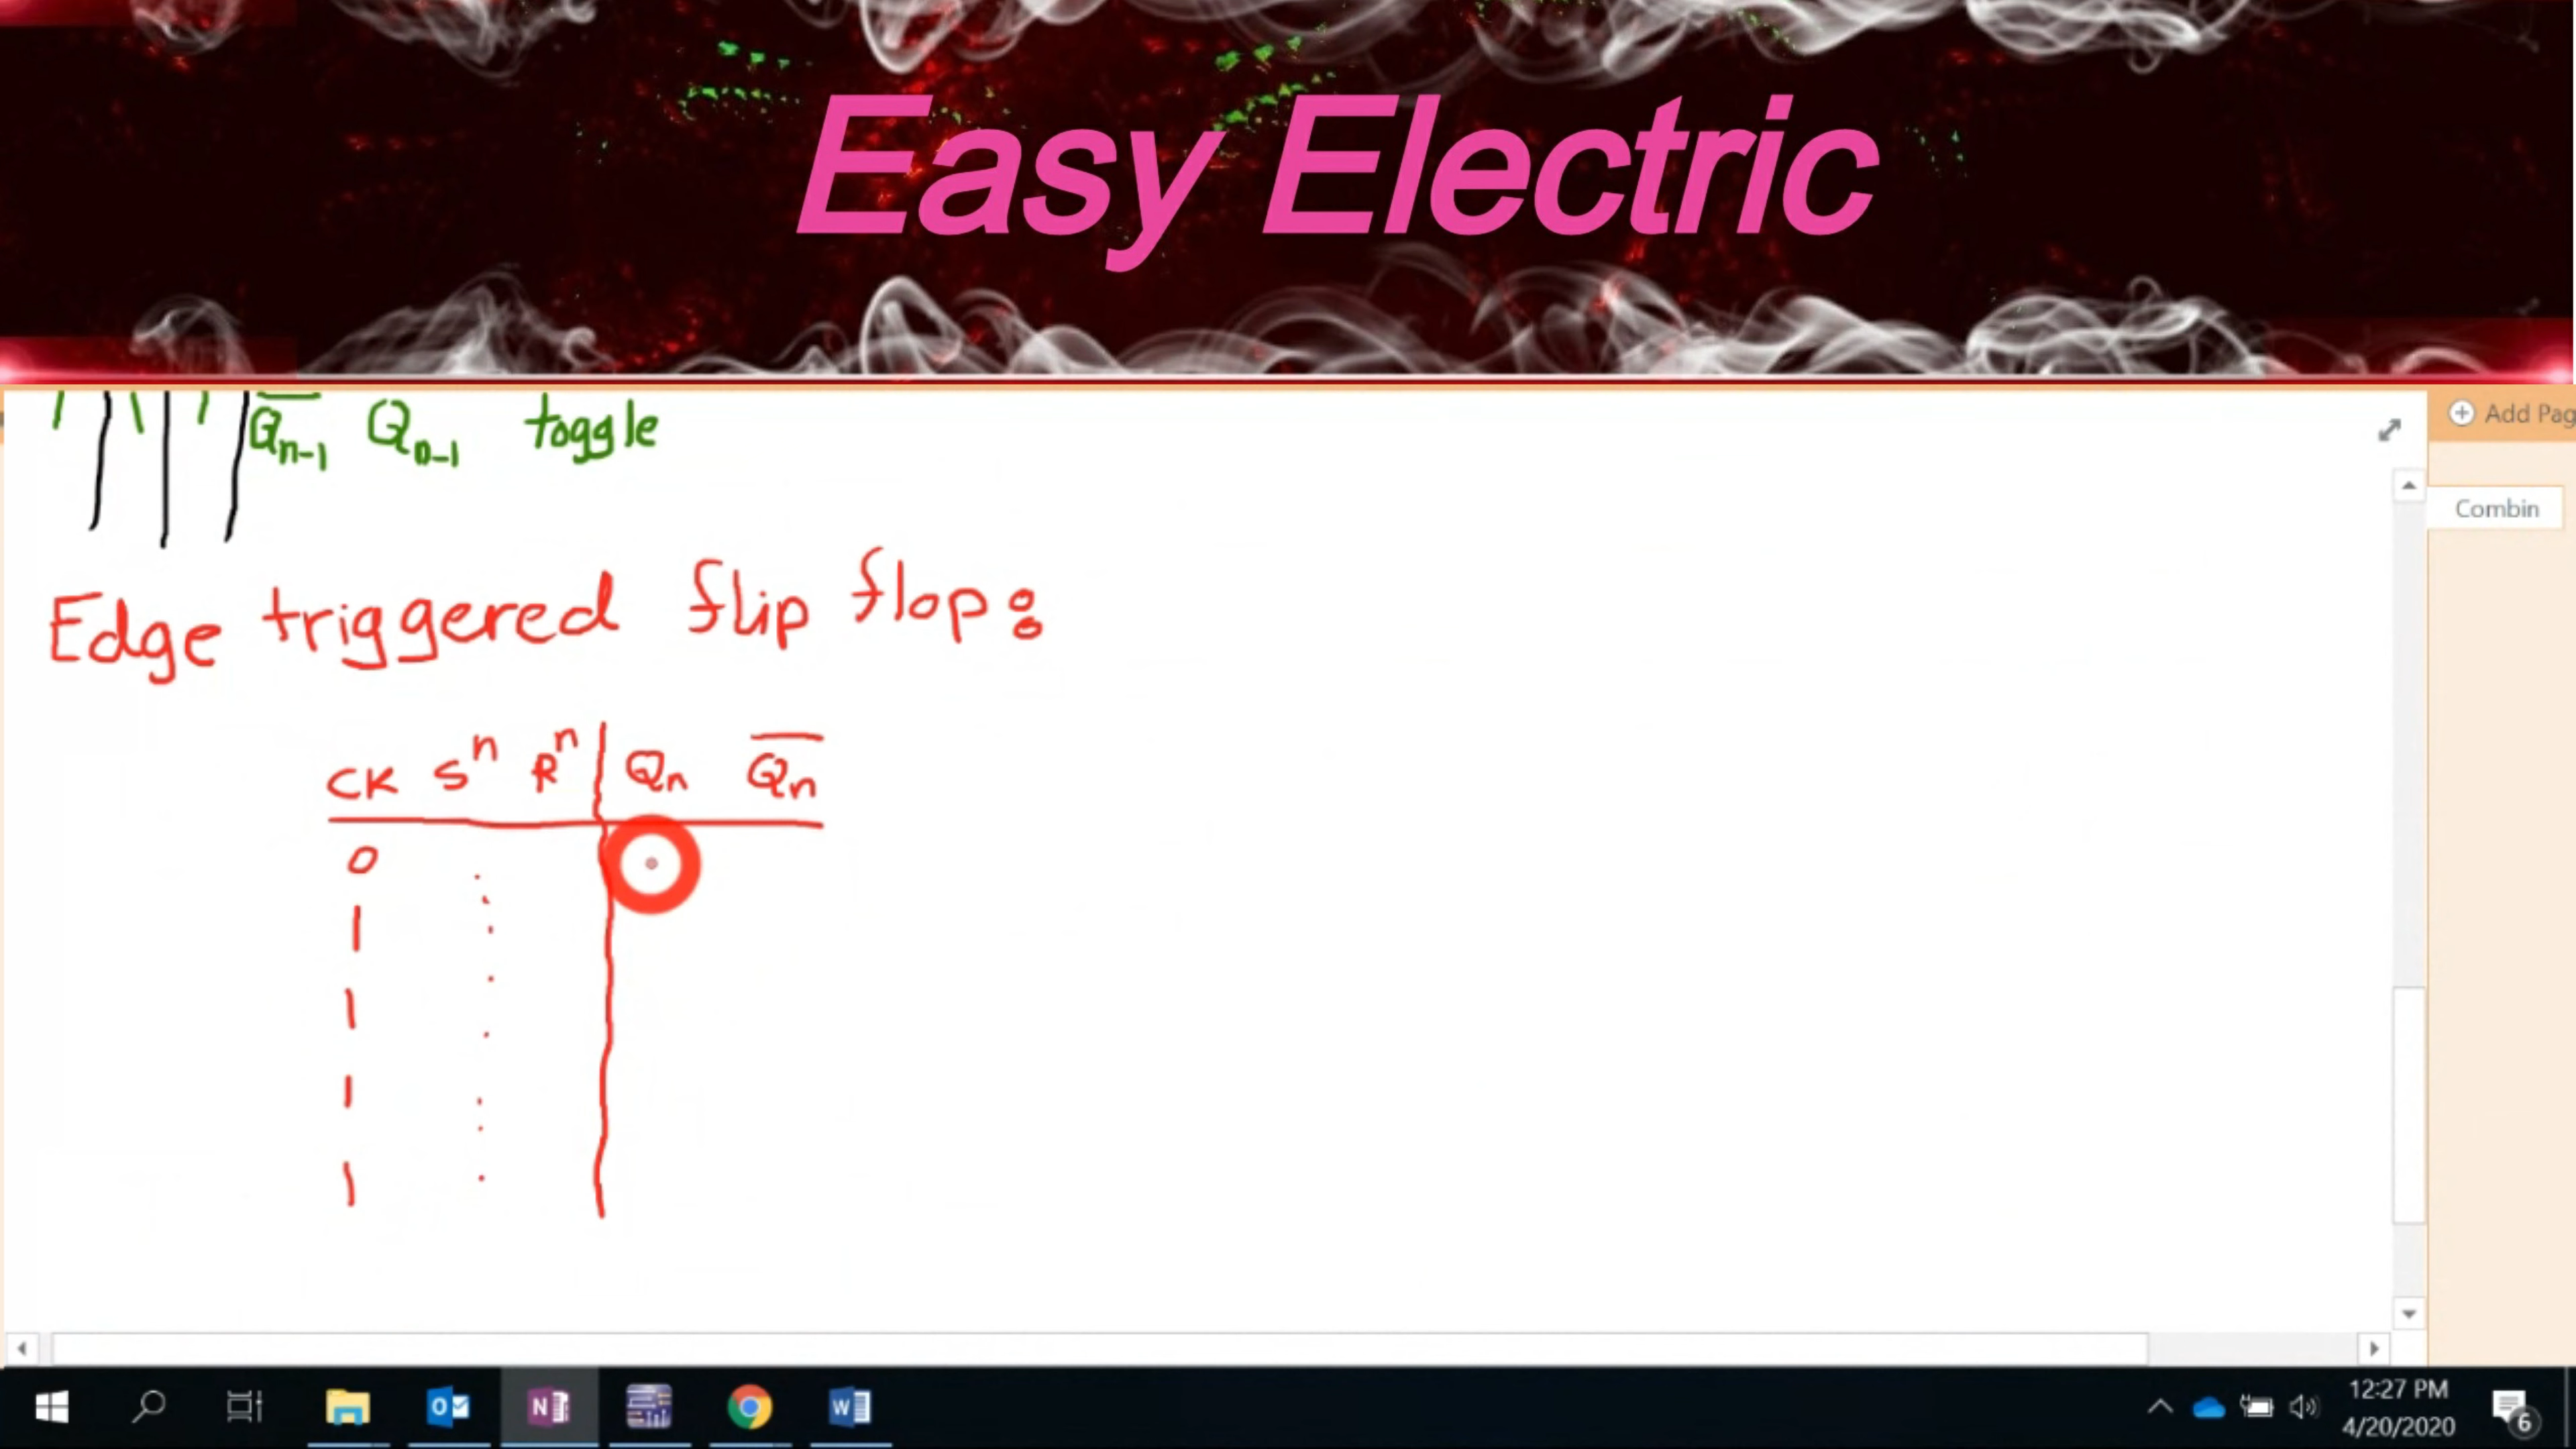 Easy Electric
Add Pag
Q̅n-1 Qn-1 toggle
Combin
Edge triggered flip flop:
CK Sⁿ Rⁿ Qn Q̅n
0
1
1
1
1
12:27 PM
4/20/2020
6